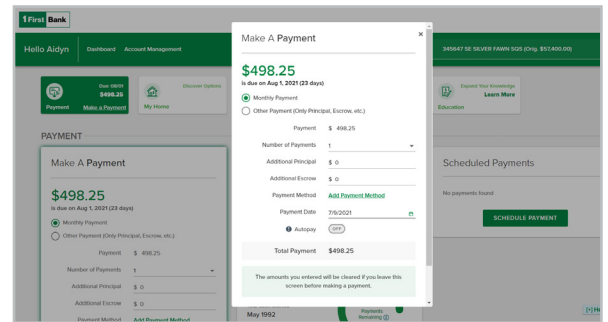 1First Bank
Hello Aidyn
Dashboard
Account Management
345647 SE SILVER FAWN SQS (Orig. $57,400.00)
Due: 08/01
$498.25
Payment
Make a Payment
Discover Options
My Home
Expand Your Knowledge
Learn More
Education
PAYMENT
Make A Payment
$498.25
is due on Aug 1, 2021 (23 days)
Monthly Payment
Other Payment (Only Principal, Escrow, etc.)
Payment $ 498.25
Number of Payments 1
Additional Principal $ 0
Additional Escrow $ 0
Payment Method Add Payment Method
Make A Payment
×
$498.25
is due on Aug 1, 2021 (23 days)
Monthly Payment
Other Payment (Only Principal, Escrow, etc.)
Payment $ 498.25
Number of Payments 1
Additional Principal $ 0
Additional Escrow $ 0
Payment Method Add Payment Method
Payment Date 7/9/2021
Autopay OFF
Total Payment $498.25
The amounts you entered will be cleared if you leave this
screen before making a payment.
May 1992
Payments
Remaining
Scheduled Payments
No payments found
SCHEDULE PAYMENT